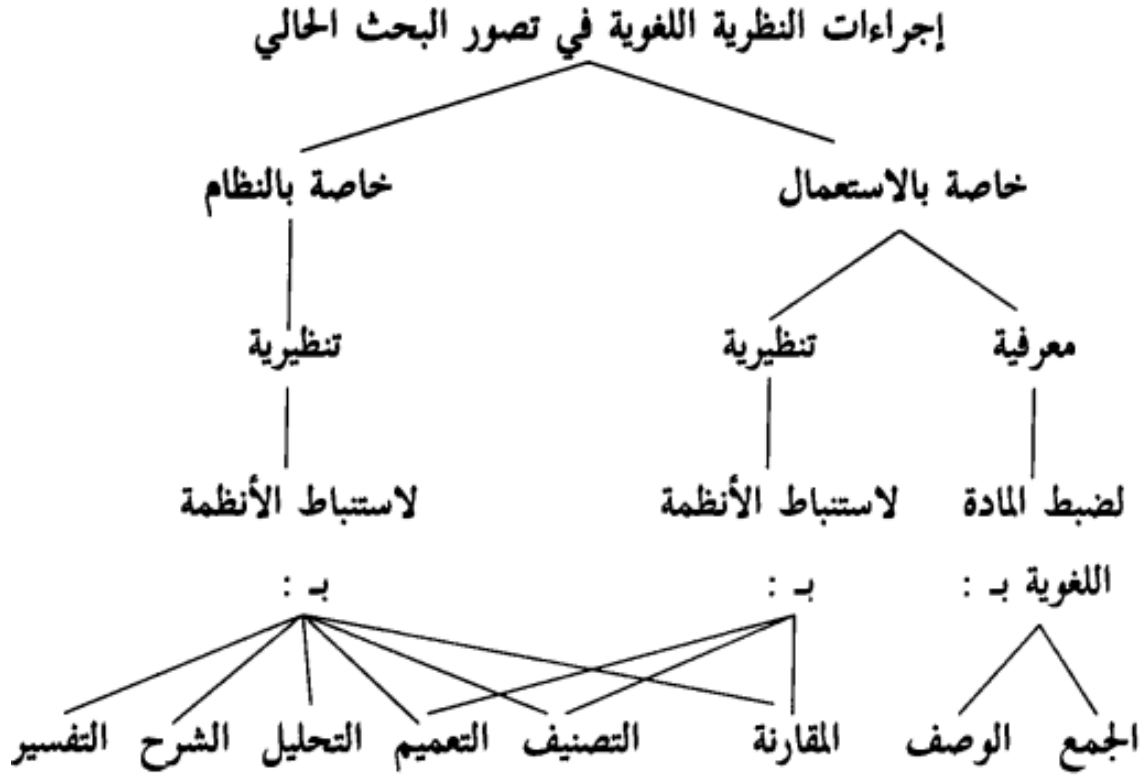 إجراءات النظرية اللغوية في تصور البحث الحالي
خاصة بالاستعمال خاصة بالنظام
معرفية تنظيرية تنظيرية
لضبط المادة لاستنباط الأنظمة لاستنباط الأنظمة
اللغوية بـ : بـ : بـ :
الجمع الوصف المقارنة التصنيف التعميم التحليل الشرح التفسير